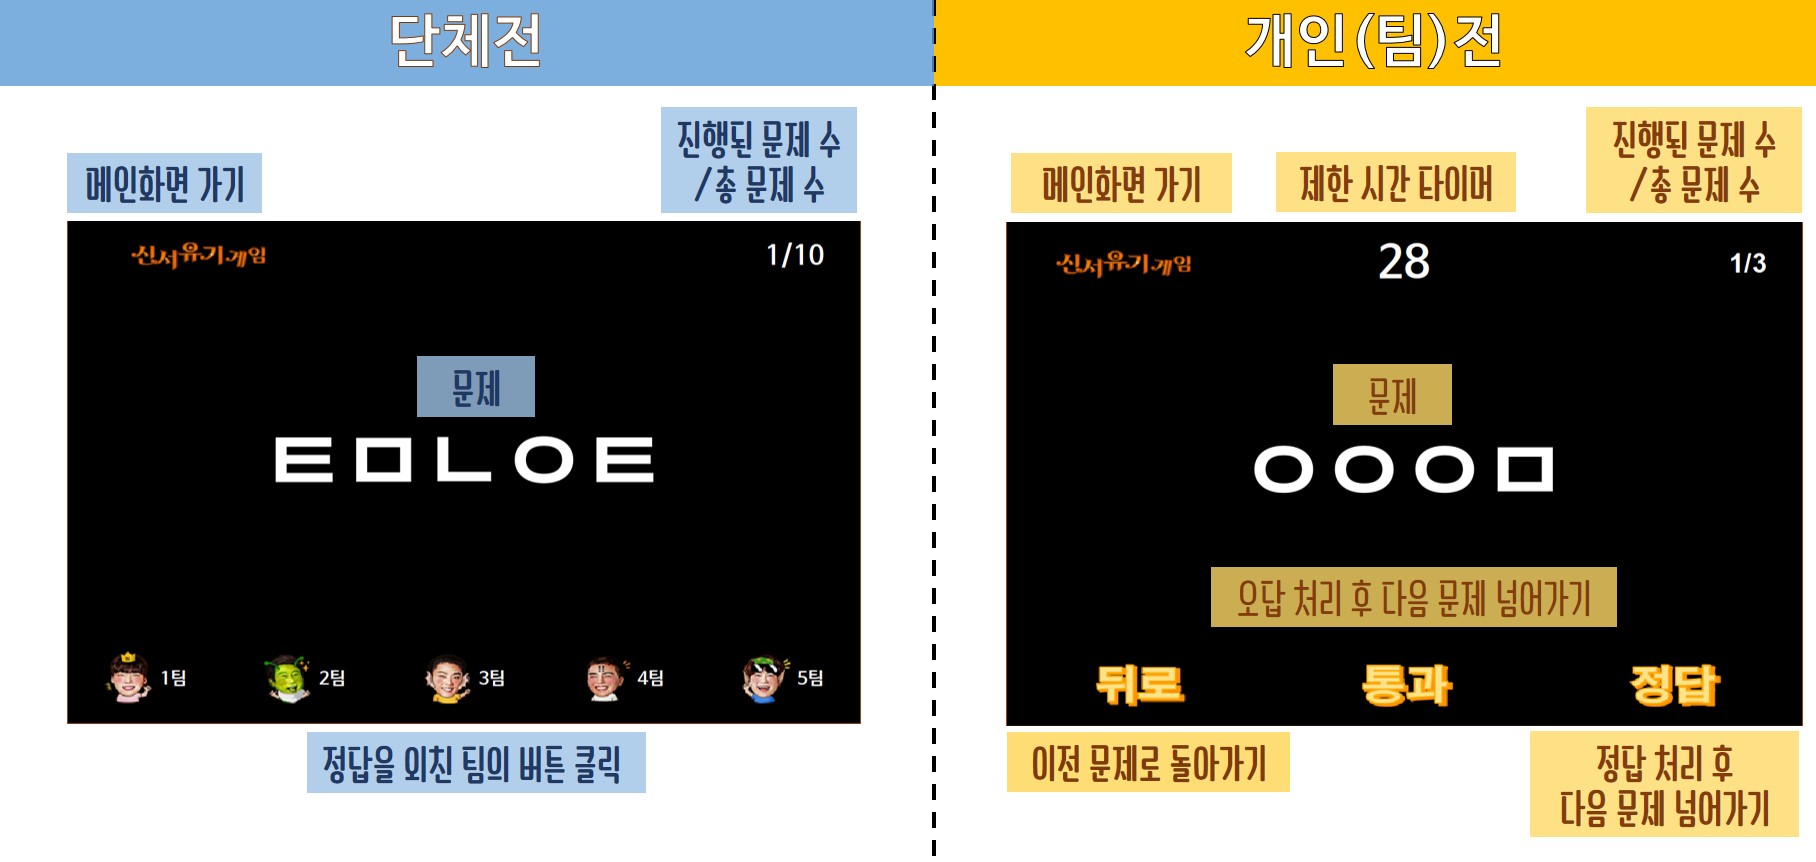 단체전
메인화면 가기
진행된 문제 수
/총 문제 수
신서유기게임
1/10
문제
ㅌㅁㄴㅇㅌ
1팀
2팀
3팀
4팀
5팀
정답을 외친 팀의 버튼 클릭
개인(팀)전
메인화면 가기
제한 시간 타이머
진행된 문제 수
/총 문제 수
신서유기게임
28
1/3
문제
ㅇㅇㅇㅁ
오답 처리 후 다음 문제 넘어가기
뒤로
통과
정답
이전 문제로 돌아가기
정답 처리 후
다음 문제 넘어가기